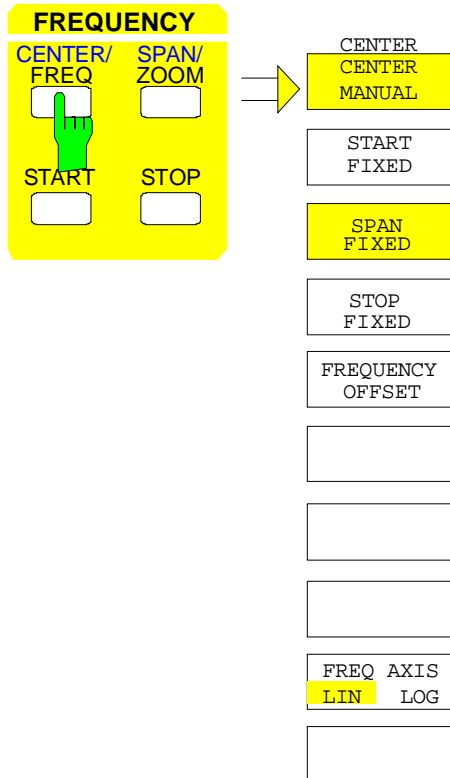 FREQUENCY
CENTER/ SPAN/
FREQ ZOOM
START STOP
CENTER
CENTER
MANUAL
START
FIXED
SPAN
FIXED
STOP
FIXED
FREQUENCY
OFFSET
FREQ AXIS
LIN LOG